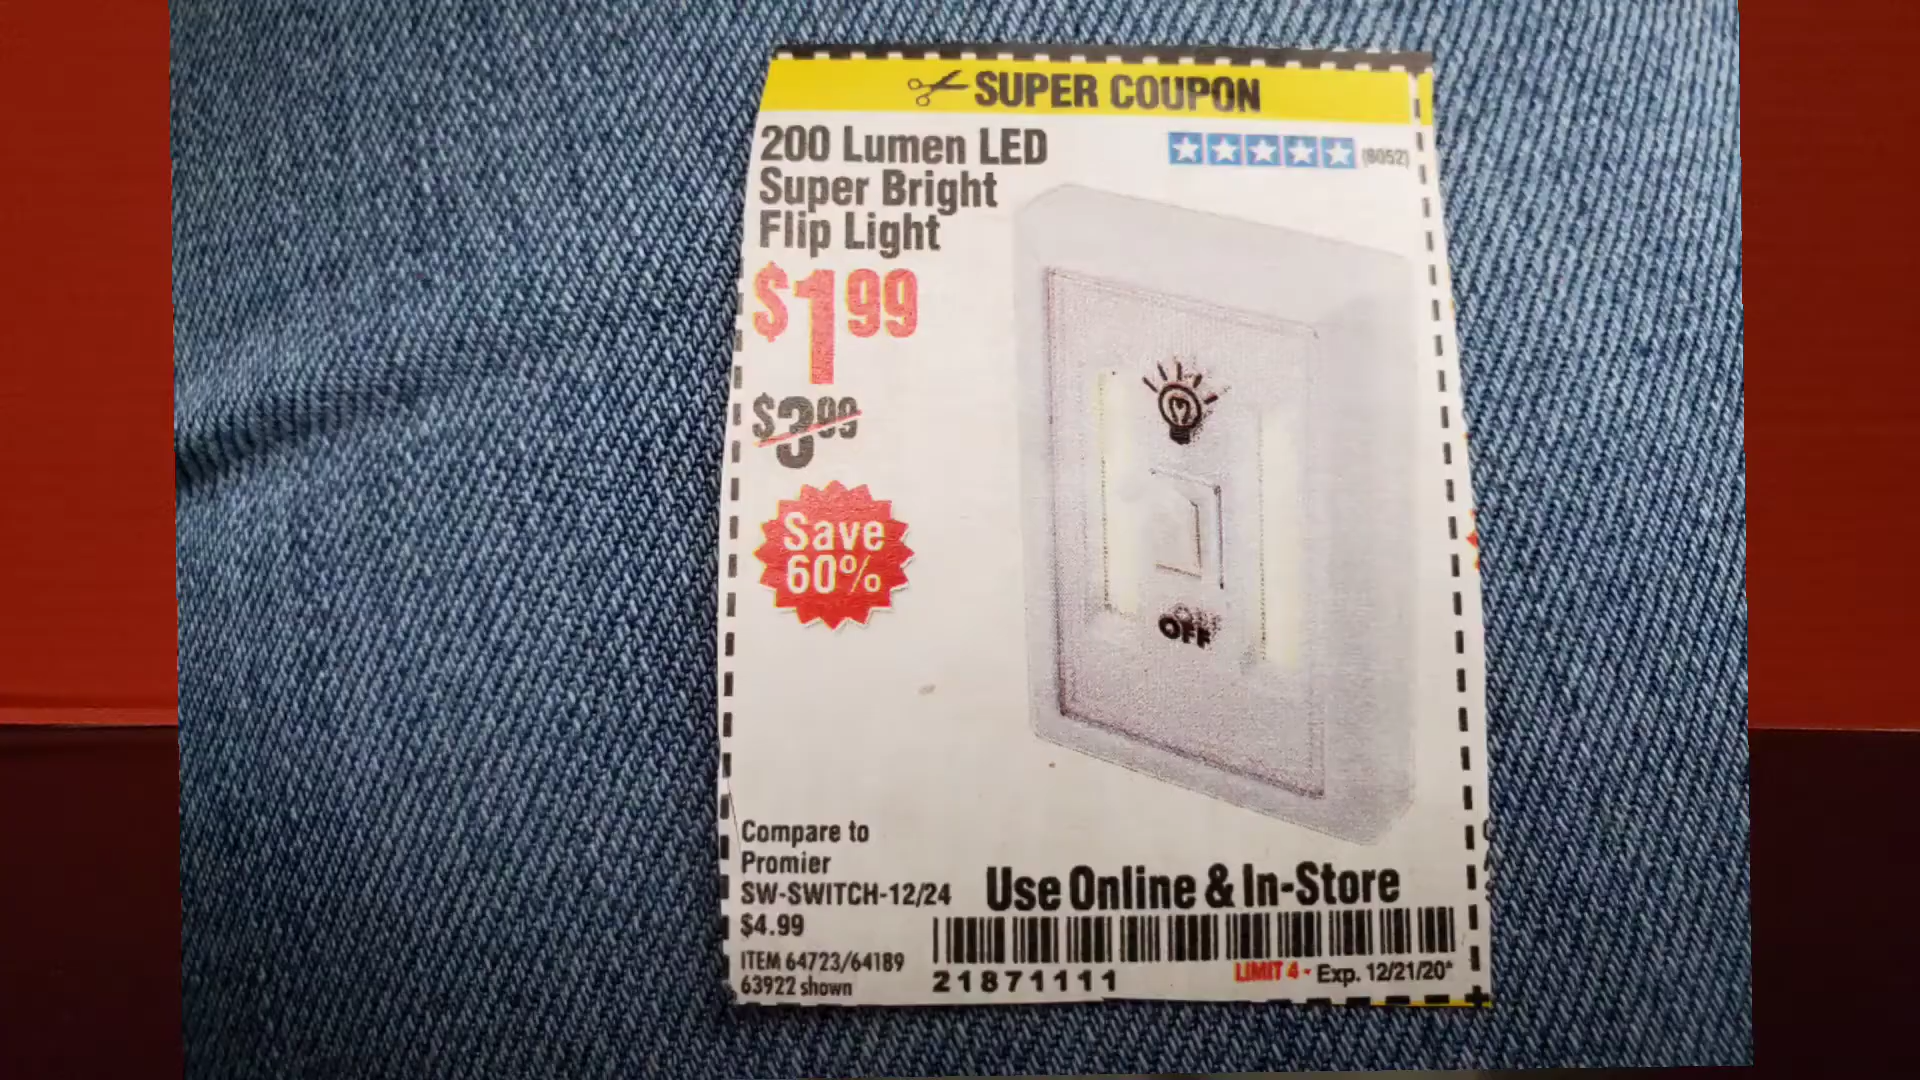 SUPER COUPON
200 Lumen LED
Super Bright
Flip Light
(8052)
$1.99
$3.99
Save
60%
OFF
Compare to
Promier
SW-SWITCH-12/24
$4.99
ITEM 64723/64189
63922 shown
Use Online & In-Store
21871111
LIMIT 4 - Exp. 12/21/20*